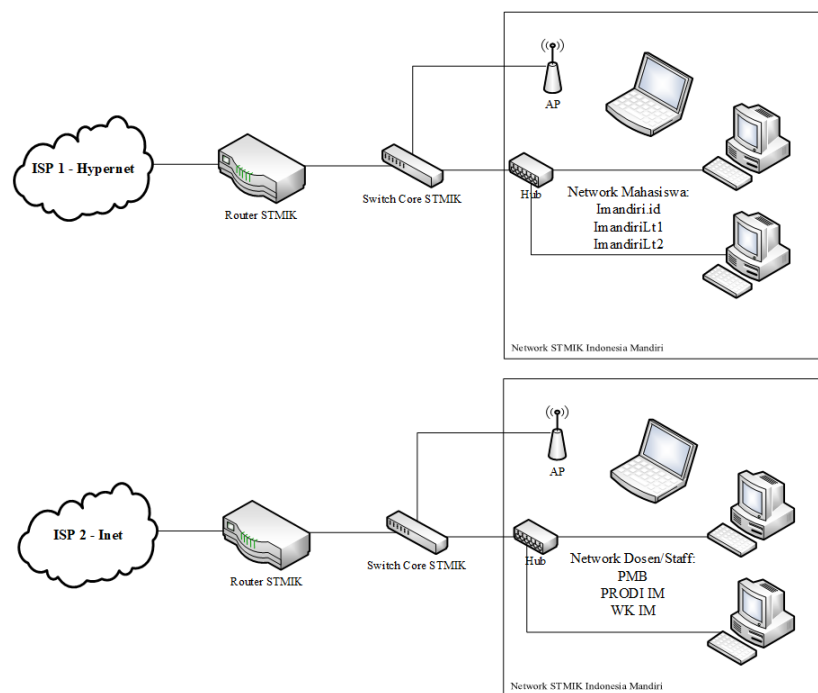 AP
ISP 1 - Hypernet
Router STMIK
Switch Core STMIK
Hub
Network Mahasiswa:
Imandiri.id
ImandiriLt1
ImandiriLt2
Network STMIK Indonesia Mandiri
AP
ISP 2 - Inet
Router STMIK
Switch Core STMIK
Hub
Network Dosen/Staff:
PMB
PRODI IM
WK IM
Network STMIK Indonesia Mandiri